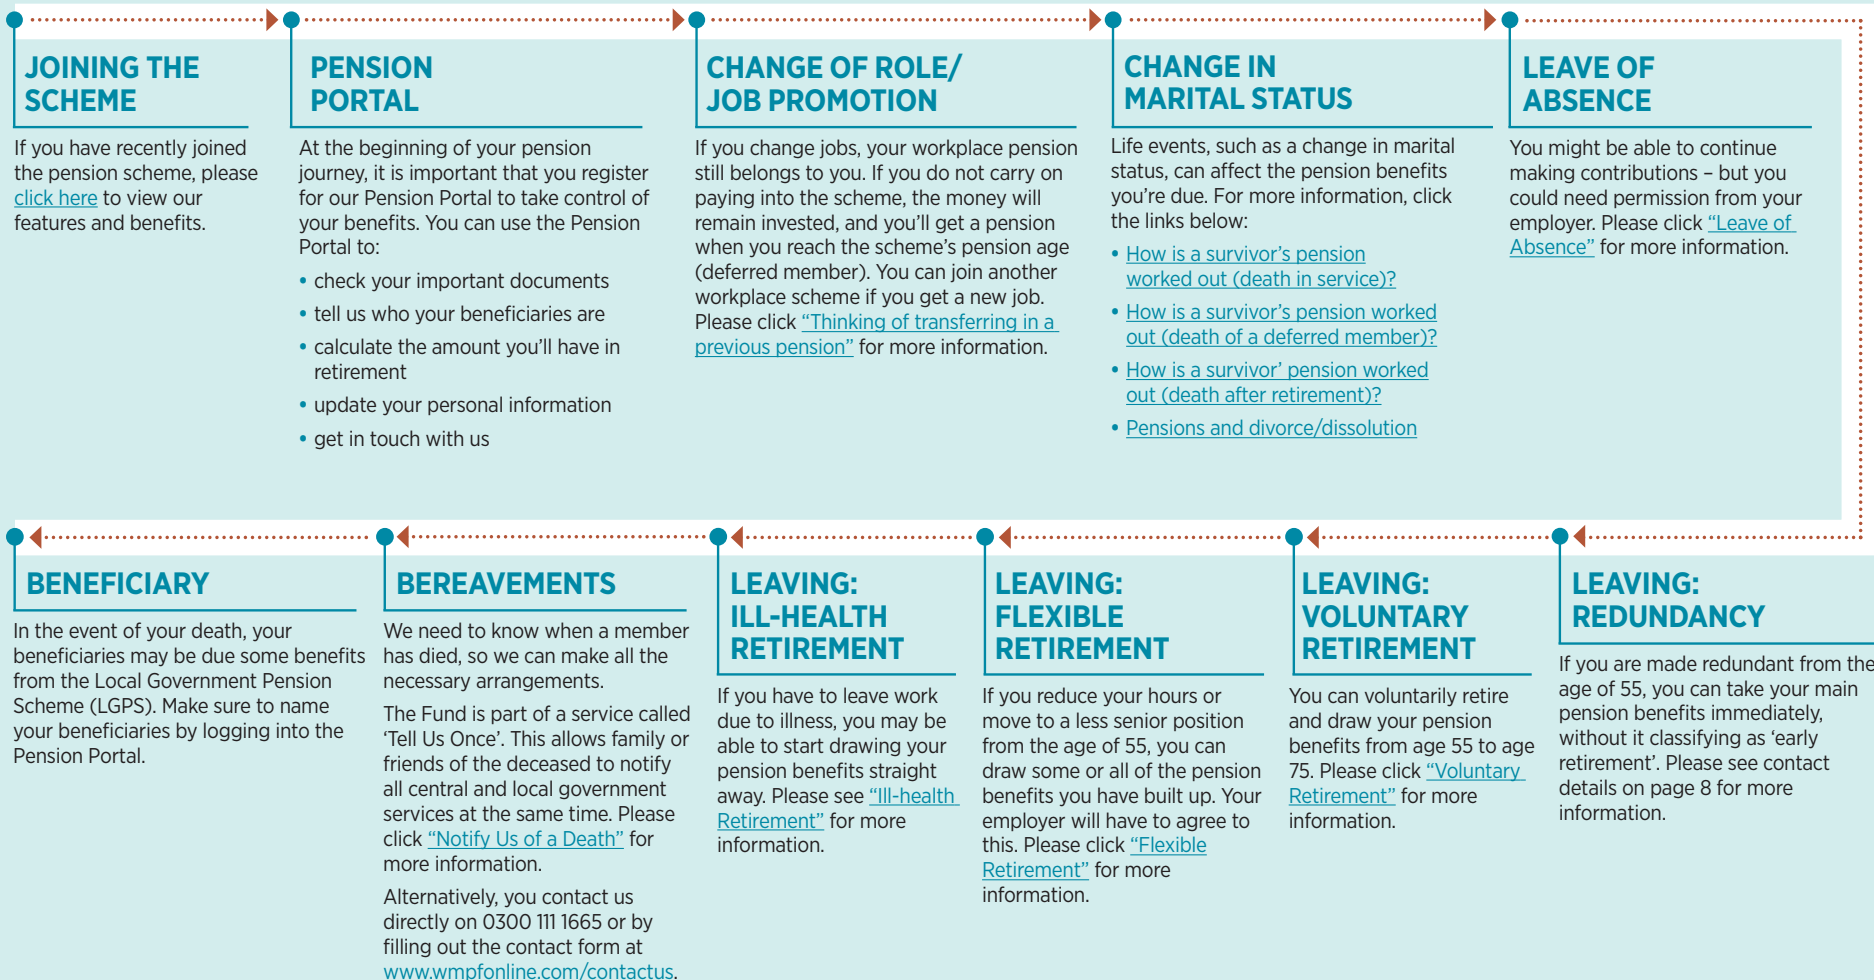 JOINING THE
SCHEME
If you have recently joined
the pension scheme, please
click here to view our
features and benefits.
PENSION
PORTAL
At the beginning of your pension
journey, it is important that you register
for our Pension Portal to take control of
your benefits. You can use the Pension
Portal to:
• check your important documents
• tell us who your beneficiaries are
• calculate the amount you'll have in
retirement
• update your personal information
• get in touch with us
CHANGE OF ROLE/
JOB PROMOTION
If you change jobs, your workplace pension
still belongs to you. If you do not carry on
paying into the scheme, the money will
remain invested, and you'll get a pension
when you reach the scheme's pension age
(deferred member). You can join another
workplace scheme if you get a new job.
Please click “Thinking of transferring in a
previous pension” for more information.
CHANGE IN
MARITAL STATUS
Life events, such as a change in marital
status, can affect the pension benefits
you're due. For more information, click
the links below:
• How is a survivor's pension
worked out (death in service)?
• How is a survivor's pension worked
out (death of a deferred member)?
• How is a survivor' pension worked
out (death after retirement)?
• Pensions and divorce/dissolution
LEAVE OF
ABSENCE
You might be able to continue
making contributions – but you
could need permission from your
employer. Please click “Leave of
Absence” for more information.
BENEFICIARY
In the event of your death, your
beneficiaries may be due some benefits
from the Local Government Pension
Scheme (LGPS). Make sure to name
your beneficiaries by logging into the
Pension Portal.
BEREAVEMENTS
We need to know when a member
has died, so we can make all the
necessary arrangements.
The Fund is part of a service called
‘Tell Us Once’. This allows family or
friends of the deceased to notify
all central and local government
services at the same time. Please
click “Notify Us of a Death” for
more information.
Alternatively, you contact us
directly on 0300 111 1665 or by
filling out the contact form at
www.wmpfonline.com/contactus.
LEAVING:
ILL-HEALTH
RETIREMENT
If you have to leave work
due to illness, you may be
able to start drawing your
pension benefits straight
away. Please see “Ill-health
Retirement” for more
information.
LEAVING:
FLEXIBLE
RETIREMENT
If you reduce your hours or
move to a less senior position
from the age of 55, you can
draw some or all of the pension
benefits you have built up. Your
employer will have to agree to
this. Please click “Flexible
Retirement” for more
information.
LEAVING:
VOLUNTARY
RETIREMENT
You can voluntarily retire
and draw your pension
benefits from age 55 to age
75. Please click “Voluntary
Retirement” for more
information.
LEAVING:
REDUNDANCY
If you are made redundant from the
age of 55, you can take your main
pension benefits immediately,
without it classifying as ‘early
retirement’. Please see contact
details on page 8 for more
information.